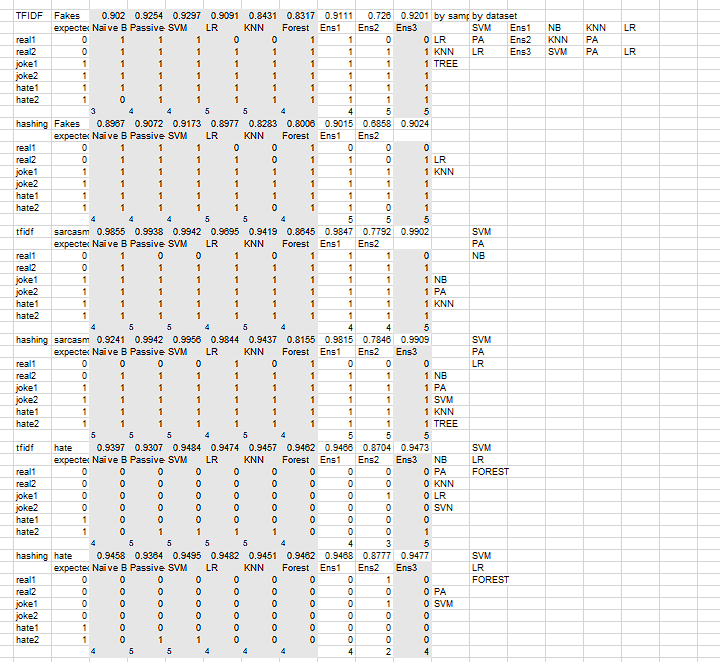 TFIDF Fakes 0.902 0.9254 0.9297 0.9091 0.8431 0.8317 0.9111 0.726 0.9201 by samp by dataset
expected Naïve B Passive- SVM LR KNN Forest Ens1 Ens2 Ens3 SVM Ens1 NB KNN LR
real1 0 1 1 1 0 0 1 1 0 0 LR PA Ens2 KNN PA
real2 0 1 1 1 1 0 1 1 0 1 KNN LR Ens3 SVM PA LR
joke1 1 1 1 1 1 1 1 1 1 1 TREE
joke2 1 1 1 1 1 1 1 1 1 1
hate1 1 1 1 1 1 1 1 1 1 1
hate2 1 0 1 1 1 1 1 1 1 1
3 4 4 5 5 4 4 5 5
hashing Fakes 0.8967 0.9072 0.9173 0.8977 0.8283 0.8006 0.9015 0.6858 0.9024
expected Naïve B Passive- SVM LR KNN Forest Ens1 Ens2
real1 0 1 1 1 0 0 1 0 0 0
real2 0 1 1 1 1 0 1 1 0 1 LR
joke1 1 1 1 1 1 1 1 1 1 1 KNN
joke2 1 1 1 1 1 1 1 1 1 1
hate1 1 1 1 1 1 1 1 1 1 1
hate2 1 1 1 1 1 0 1 1 0 1
4 4 4 5 5 4 5 5 5
tfidf sarcasm 0.9855 0.9938 0.9942 0.9695 0.9419 0.8645 0.9847 0.7792 0.9902 SVM
expected Naïve B Passive- SVM LR KNN Forest Ens1 Ens2 PA
real1 0 1 0 0 1 0 1 1 1 0 NB
real2 0 1 1 1 1 1 1 1 1 1
joke1 1 1 1 1 1 1 1 1 1 1 NB
joke2 1 1 1 1 1 1 1 1 1 1 PA
hate1 1 1 1 1 1 1 1 1 1 1 KNN
hate2 1 1 1 1 1 1 1 1 1 1
4 5 5 4 5 4 4 4 5
hashing sarcasm 0.9241 0.9942 0.9956 0.9844 0.9437 0.8155 0.9815 0.7846 0.9909 SVM
expected Naïve B Passive- SVM LR KNN Forest Ens1 Ens2 Ens3 PA
real1 0 0 0 0 1 0 1 0 0 0 LR
real2 0 1 1 1 1 1 1 1 1 1 NB
joke1 1 1 1 1 1 1 1 1 1 1 PA
joke2 1 1 1 1 1 1 1 1 1 1 SVM
hate1 1 1 1 1 1 1 1 1 1 1 KNN
hate2 1 1 1 1 1 1 1 1 1 1 TREE
5 5 5 4 5 4 5 5 5
tfidf hate 0.9397 0.9307 0.9484 0.9474 0.9457 0.9462 0.9466 0.8704 0.9473 SVM
expected Naïve B Passive- SVM LR KNN Forest Ens1 Ens2 Ens3 NB LR
real1 0 0 0 0 0 0 0 0 0 0 PA FOREST
real2 0 0 0 0 0 0 0 0 0 0 KNN
joke1 0 0 0 0 0 0 0 0 1 0 LR
joke2 0 0 0 0 0 0 0 0 0 0 SVN
hate1 1 0 0 0 0 0 0 0 0 0
hate2 1 0 1 1 1 1 0 0 0 1
4 5 5 5 5 4 4 3 5
hashing hate 0.9458 0.9364 0.9495 0.9482 0.9451 0.9462 0.9468 0.8777 0.9477 SVM
expected Naïve B Passive- SVM LR KNN Forest Ens1 Ens2 Ens3 LR
real1 0 0 0 0 0 0 0 0 1 0 FOREST
real2 0 0 0 0 0 0 0 0 0 0 PA
joke1 0 0 0 0 0 0 0 0 1 0 SVM
joke2 0 0 0 0 0 0 0 0 0 0
hate1 1 0 0 0 0 0 0 0 0 0
hate2 1 0 1 1 0 0 0 0 0 0
4 5 5 4 4 4 4 2 4